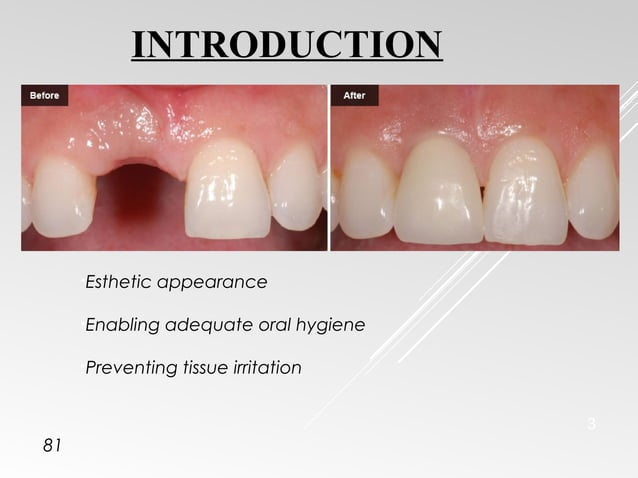 INTRODUCTION
Before
After
Esthetic appearance
Enabling adequate oral hygiene
Preventing tissue irritation
3
81